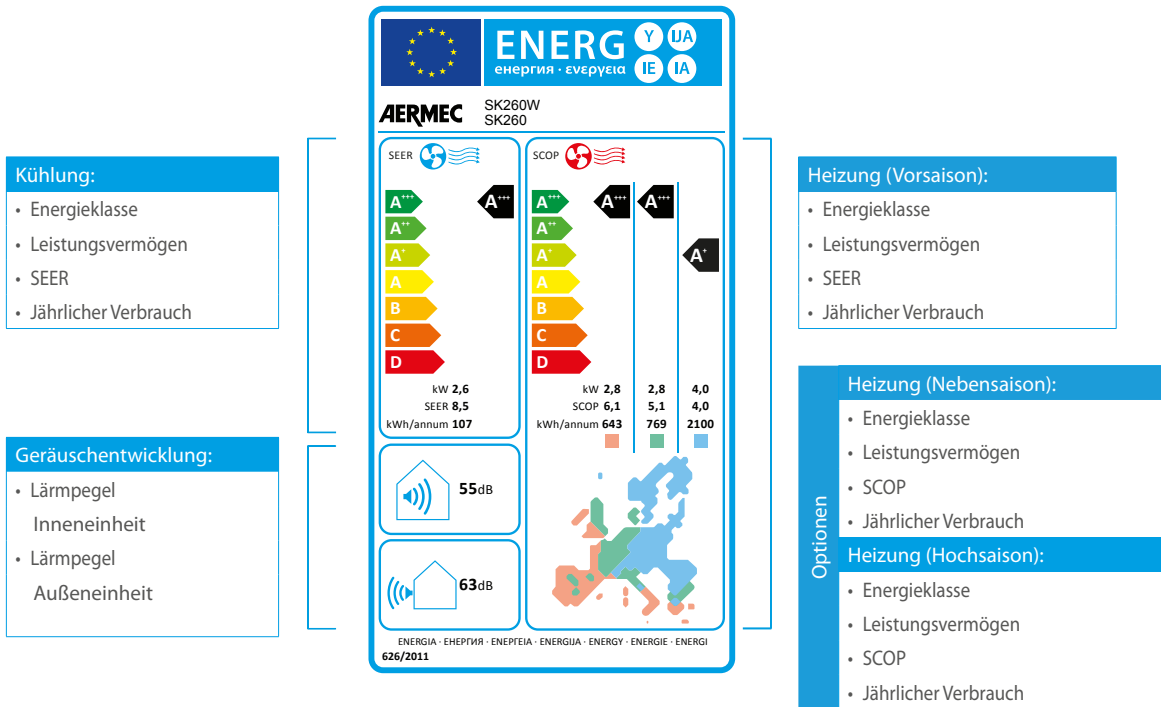 Kühlung:
• Energieklasse
• Leistungsvermögen
• SEER
• Jährlicher Verbrauch
Geräuschentwicklung:
• Lärmpegel
Inneneinheit
• Lärmpegel
Außeneinheit
ENERG Y IJA
енергия · ενεργεια IE IA
AERMEC SK260W
SK260
SEER
A+++ A+++
A++
A+
A
B
C
D
kW 2,6
SEER 8,5
kWh/annum 107
SCOP
A+++ A+++ A+++
A++
A+ A+
A
B
C
D
kW 2,8 2,8 4,0
SCOP 6,1 5,1 4,0
kWh/annum 643 769 2100
55dB
63dB
ENERGIA · ЕНЕРГИЯ · ΕΝΕΡΓΕΙΑ · ENERGIJA · ENERGY · ENERGIE · ENERGI
626/2011
Heizung (Vorsaison):
• Energieklasse
• Leistungsvermögen
• SEER
• Jährlicher Verbrauch
Optionen
Heizung (Nebensaison):
• Energieklasse
• Leistungsvermögen
• SCOP
• Jährlicher Verbrauch
Heizung (Hochsaison):
• Energieklasse
• Leistungsvermögen
• SCOP
• Jährlicher Verbrauch